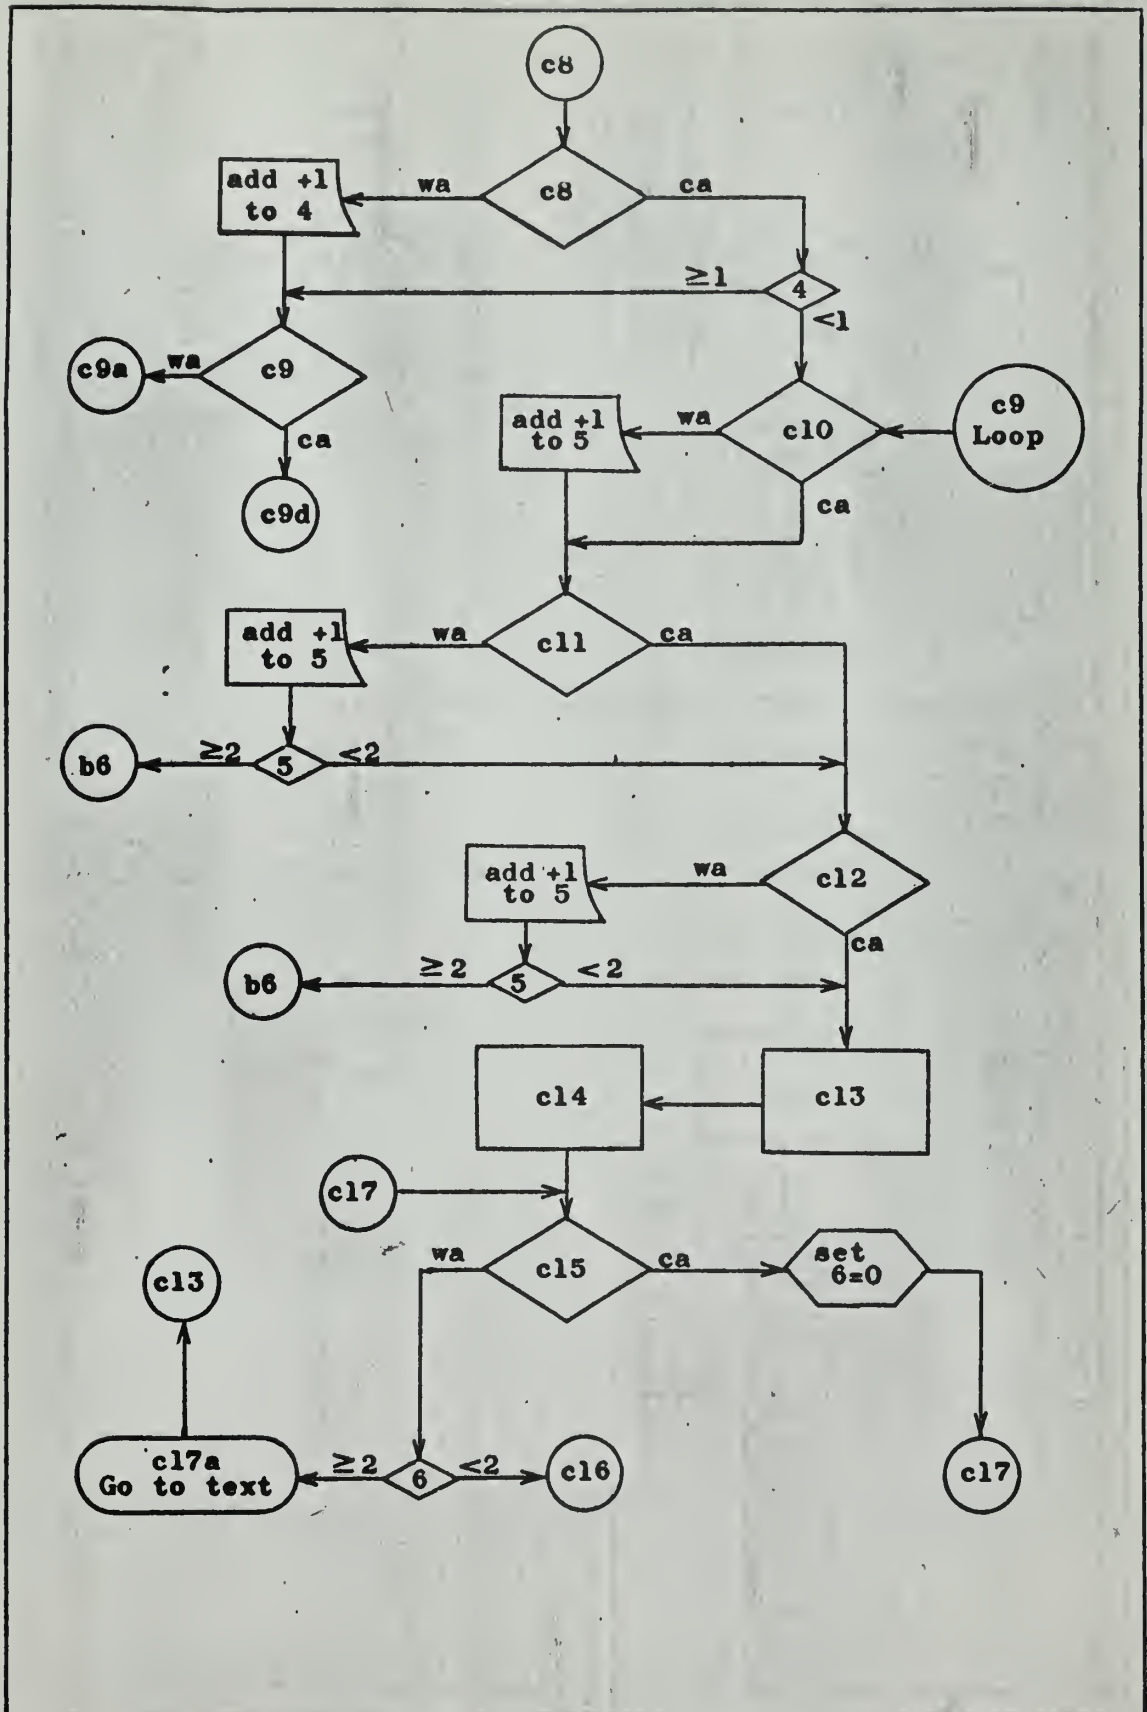 c8
add +1
to 4
wa
c8
ca
≥1
4
<1
c9a
wa
c9
ca
c9d
add +1
to 5
wa
c10
c9
Loop
ca
add +1
to 5
wa
c11
ca
b6
≥2
5
<2
add +1
to 5
wa
c12
ca
b6
≥2
5
<2
c14
c13
c17
wa
c15
ca
set
6=0
c13
c17a
Go to text
≥2
6
<2
c16
c17